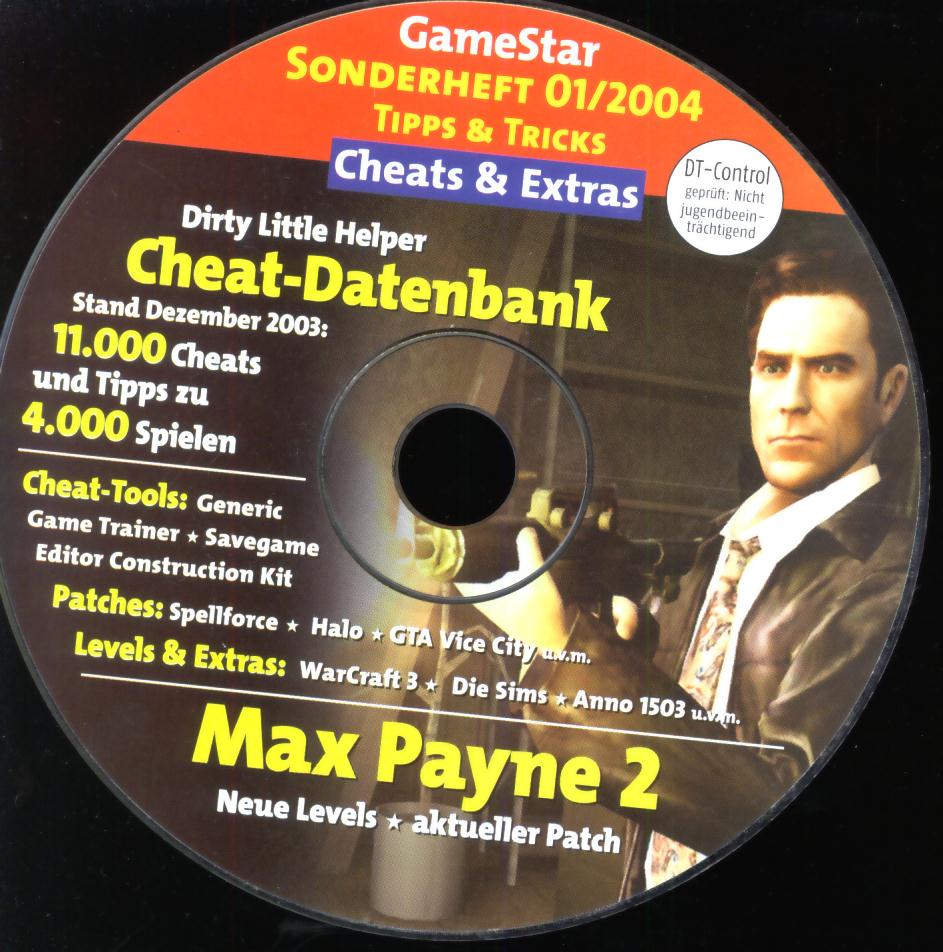 GameStar
SONDERHEFT 01/2004
TIPPS & TRICKS
Cheats & Extras
DT-Control
geprüft: Nicht
jugendbeein-
trächtigend
Dirty Little Helper
Cheat-Datenbank
Stand Dezember 2003:
11.000 Cheats
und Tipps zu
4.000 Spielen
Cheat-Tools: Generic
Game Trainer ★ Savegame
Editor Construction Kit
Patches: Spellforce ★ Halo ★ GTA Vice City u.v.m.
Levels & Extras: WarCraft 3 ★ Die Sims ★ Anno 1503 u.v.m.
Max Payne 2
Neue Levels ★ aktueller Patch